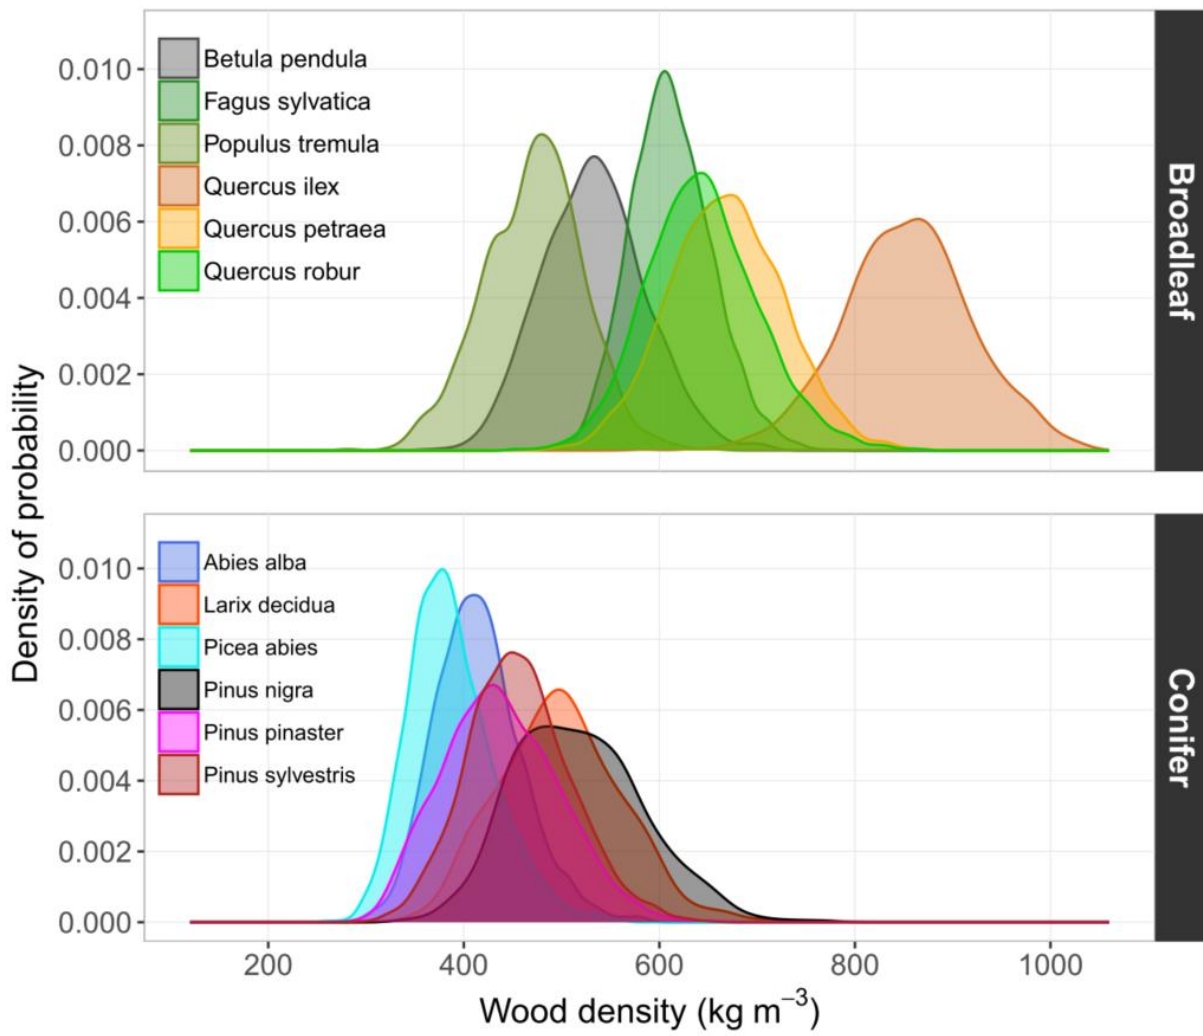 Density of probability
0.010
0.008
0.006
0.004
0.002
0.000
Betula pendula
Fagus sylvatica
Populus tremula
Quercus ilex
Quercus petraea
Quercus robur
Broadleaf
0.010
0.008
0.006
0.004
0.002
0.000
Abies alba
Larix decidua
Picea abies
Pinus nigra
Pinus pinaster
Pinus sylvestris
Conifer
200 400 600 800 1000
Wood density (kg m⁻³)